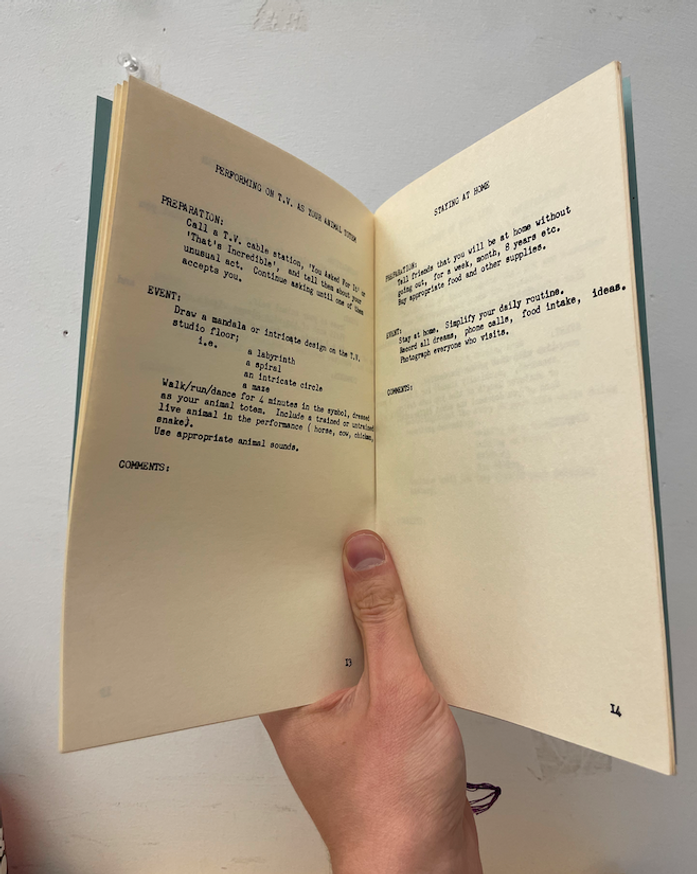 PERFORMING ON T.V. AS YOUR ANIMAL TOTEM
PREPARATION:
Call a T.V. cable station, 'You Asked For It' or
'That's Incredible', and tell them about your
unusual act. Continue asking until one of them
accepts you.
EVENT:
Draw a mandala or intricate design on the T.V.
studio floor;
i.e. a labyrinth
a spiral
an intricate circle
a maze
Walk/run/dance for 4 minutes in the symbol, dressed
as your animal totem. Include a trained or untrained
live animal in the performance ( horse, cow, chicken,
snake).
Use appropriate animal sounds.
COMMENTS:
13
STAYING AT HOME
PREPARATION:
Tell friends that you will be at home without
going out, for a week, month, 8 years etc.
Buy appropriate food and other supplies.
EVENT:
Stay at home. Simplify your daily routine.
Record all dreams, phone calls, food intake, ideas.
Photograph everyone who visits.
COMMENTS:
14